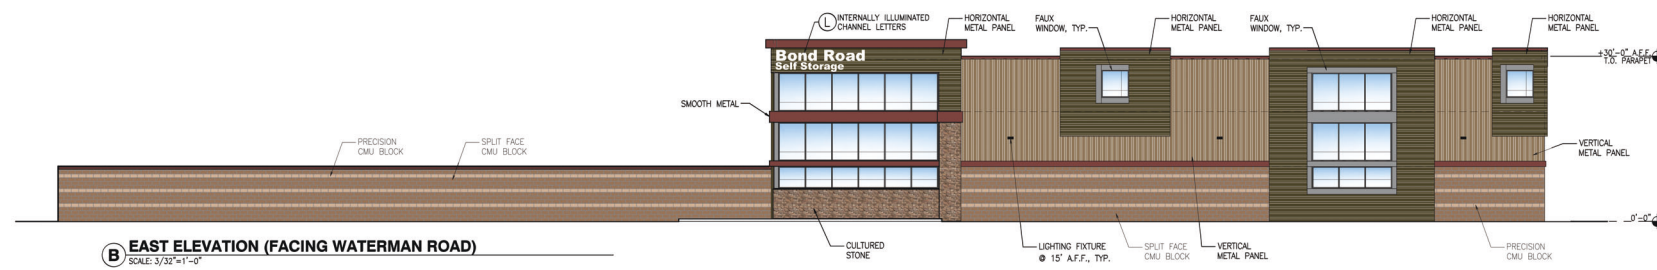 L
INTERNALLY ILLUMINATED
CHANNEL LETTERS
HORIZONTAL
METAL PANEL
FAUX
WINDOW, TYP.
HORIZONTAL
METAL PANEL
FAUX
WINDOW, TYP.
HORIZONTAL
METAL PANEL
HORIZONTAL
METAL PANEL
+30'-0" A.F.F.
T.O. PARAPET
Bond Road
Self Storage
SMOOTH METAL
PRECISION
CMU BLOCK
SPLIT FACE
CMU BLOCK
VERTICAL
METAL PANEL
0'-0"
B
EAST ELEVATION (FACING WATERMAN ROAD)
SCALE: 3/32"=1'-0"
CULTURED
STONE
LIGHTING FIXTURE
@ 15' A.F.F., TYP.
SPLIT FACE
CMU BLOCK
VERTICAL
METAL PANEL
PRECISION
CMU BLOCK